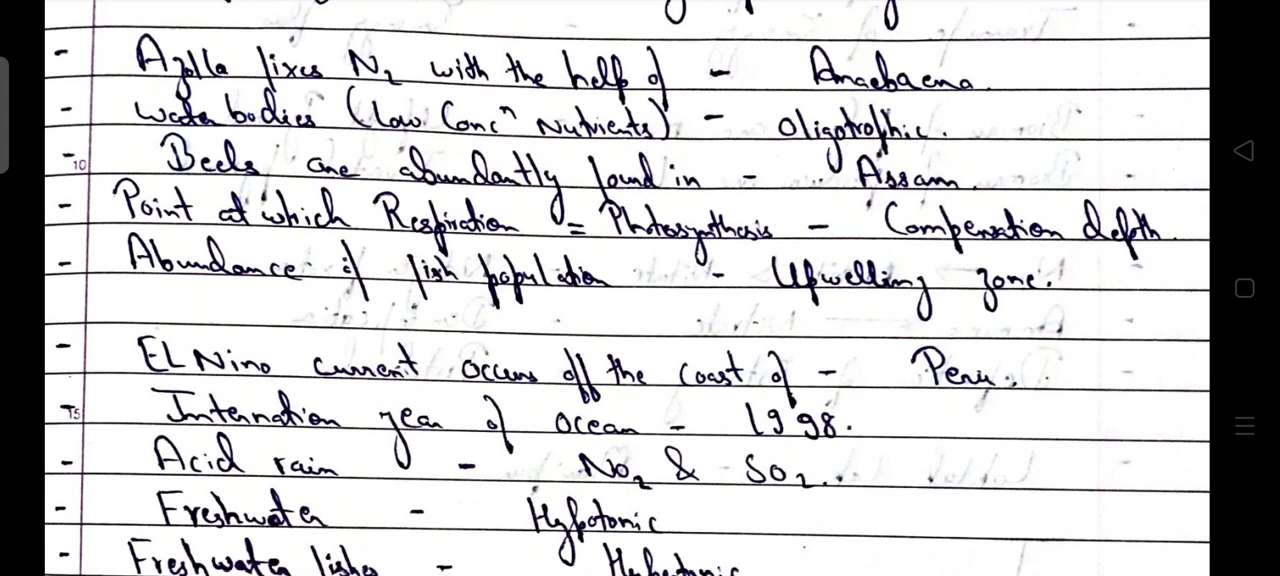 - Azolla fixes N₂ with the help of - Anaebaena.
- Water bodies (low Concⁿ Nutrients) - Oligotrophic.
- Beels are abundantly found in - Assam.
- Point at which Respiration = Photosynthesis - Compensation depth.
- Abundance of fish population - Upwelling zone.
- EL Nino current occurs off the coast of - Peru.
- Internation year of ocean - 1998.
- Acid rain - NO₂ & SO₂.
- Freshwater - Hypotonic
- Freshwater fishes -